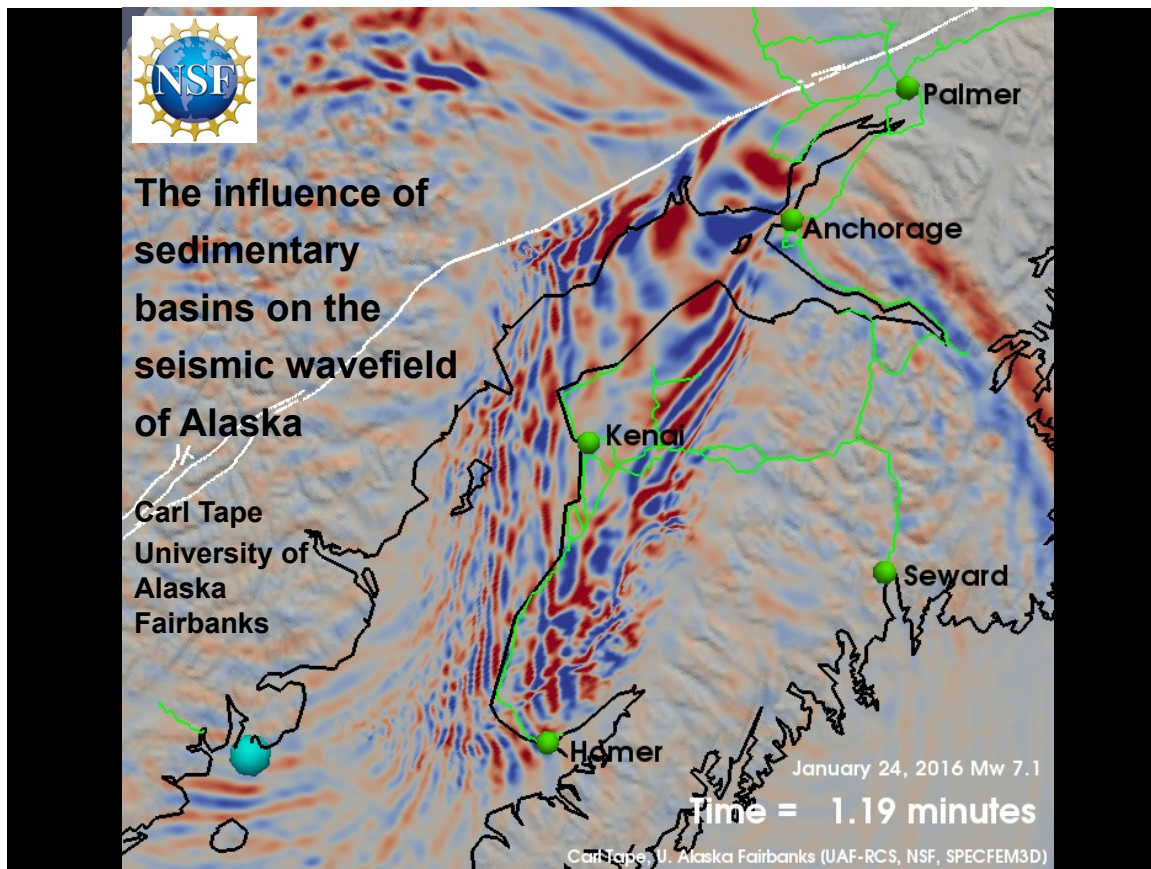 NSF
The influence of
sedimentary
basins on the
seismic wavefield
of Alaska
Carl Tape
University of
Alaska
Fairbanks
Palmer
Anchorage
Kenai
Seward
Homer
January 24, 2016 Mw 7.1
Time = 1.19 minutes
Carl Tape, U. Alaska Fairbanks (UAF-RCS, NSF, SPECFEM3D)